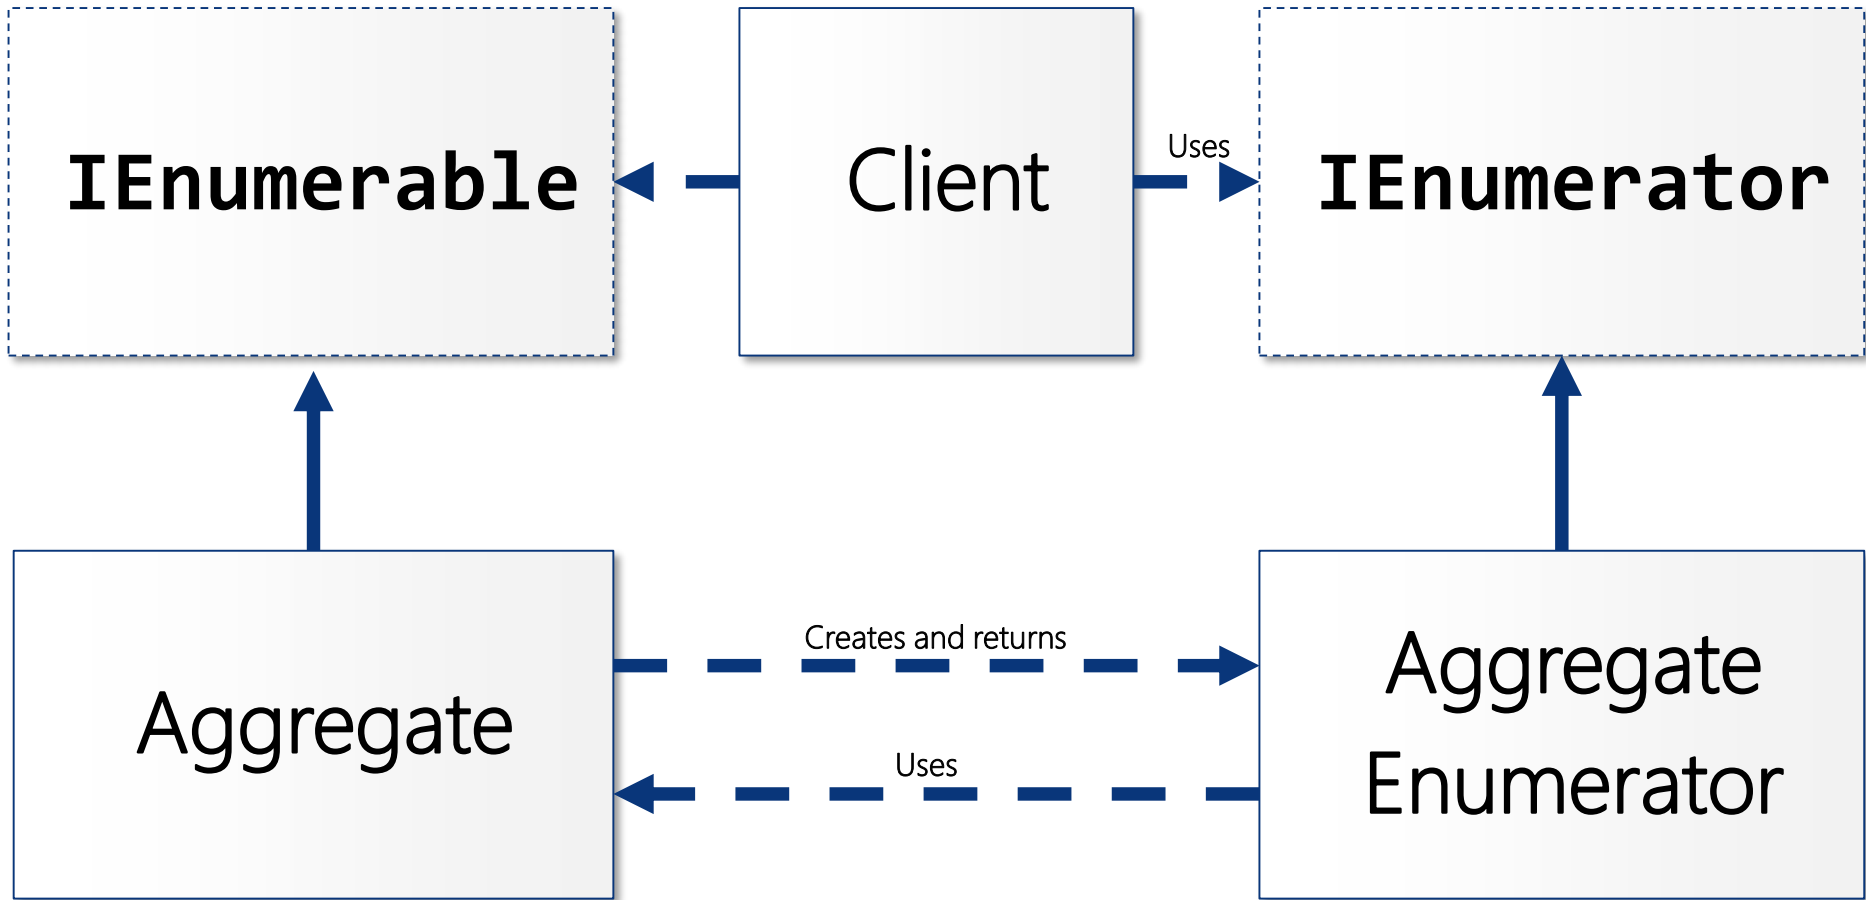 IEnumerable
Client
Uses
IEnumerator
Creates and returns
Aggregate
Uses
Aggregate
Enumerator